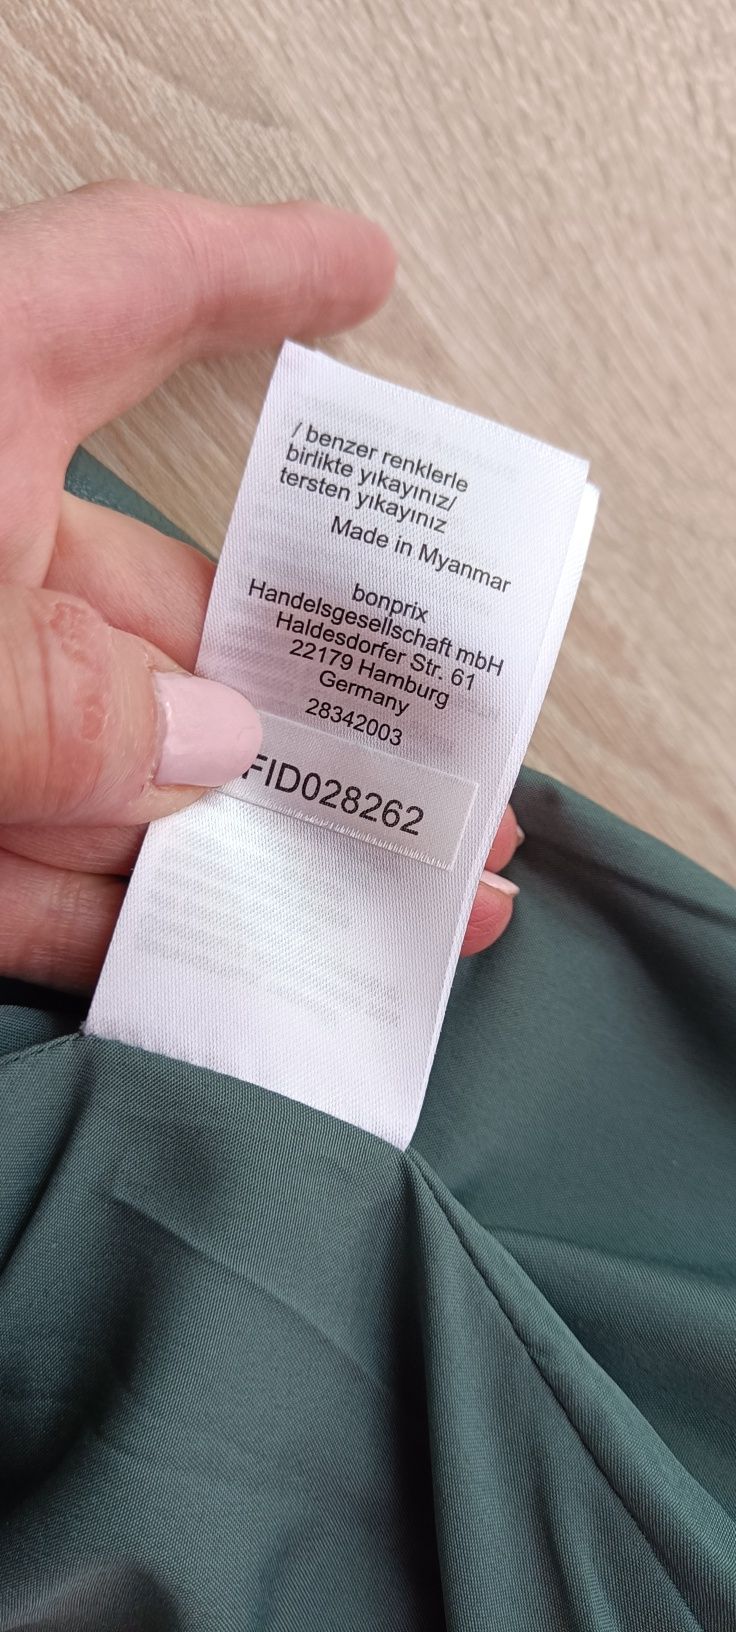 / benzer renklerle
birlikte yıkayınız/
tersten yıkayınız
Made in Myanmar
bonprix
Handelsgesellschaft mbH
Haldesdorfer Str. 61
22179 Hamburg
Germany
28342003
FID028262